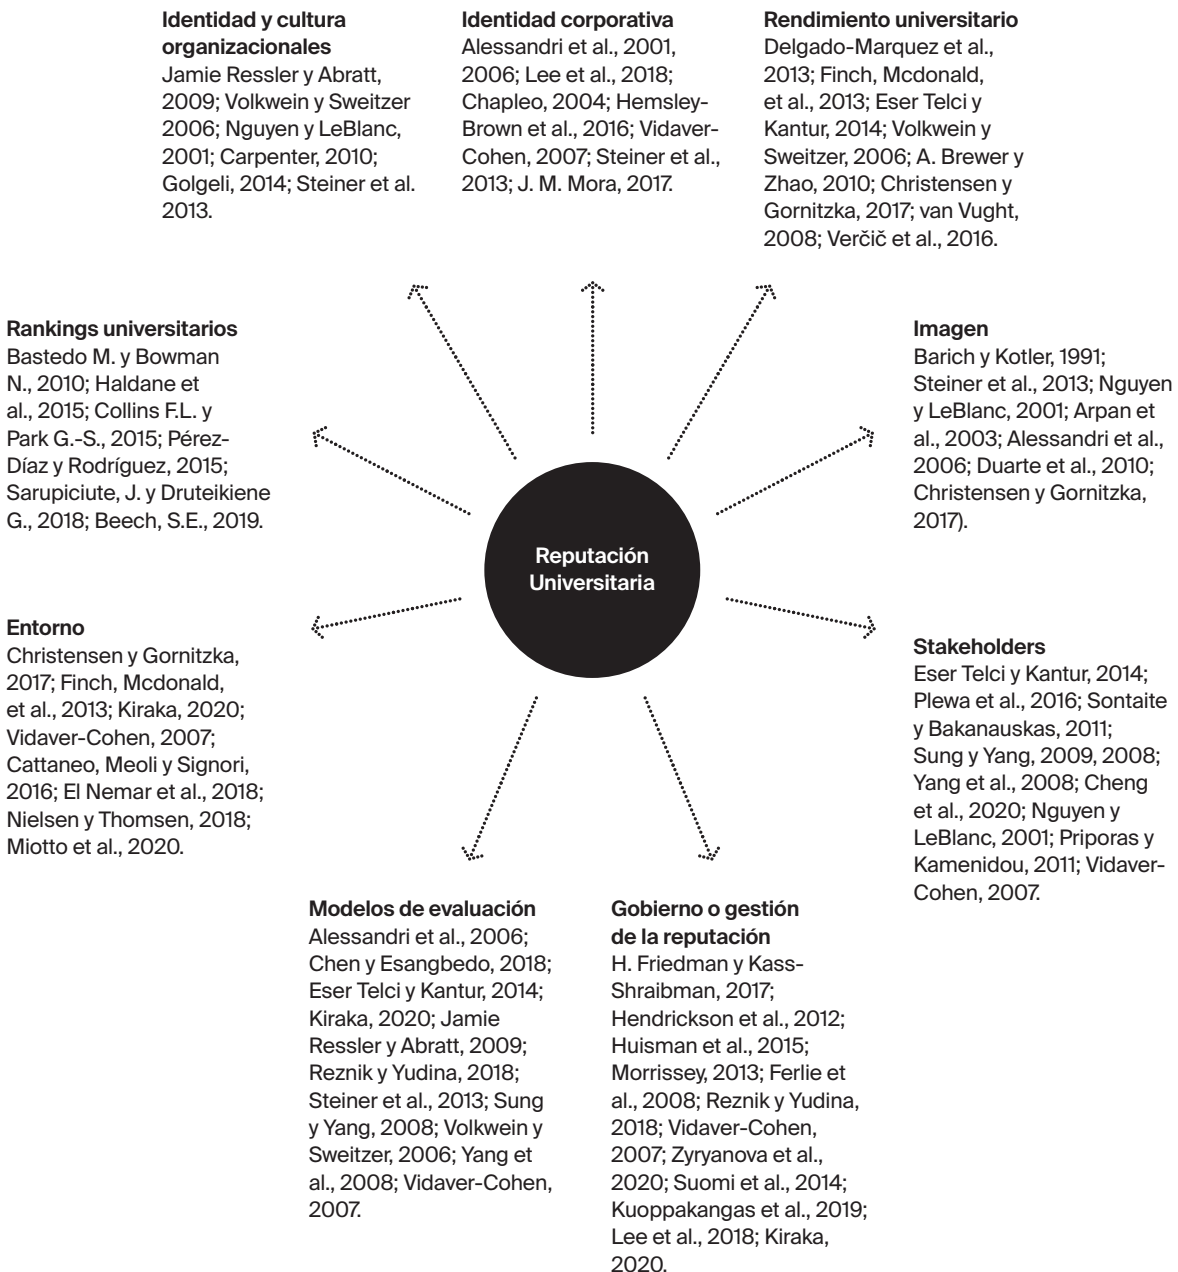 Identidad y cultura
organizacionales
Jamie Ressler y Abratt,
2009; Volkwein y Sweitzer
2006; Nguyen y LeBlanc,
2001; Carpenter, 2010;
Golgeli, 2014; Steiner et al.
2013.
Identidad corporativa
Alessandri et al., 2001,
2006; Lee et al., 2018;
Chapleo, 2004; Hemsley-
Brown et al., 2016; Vidaver-
Cohen, 2007; Steiner et al.,
2013; J. M. Mora, 2017.
Rendimiento universitario
Delgado-Marquez et al.,
2013; Finch, Mcdonald,
et al., 2013; Eser Telci y
Kantur, 2014; Volkwein y
Sweitzer, 2006; A. Brewer y
Zhao, 2010; Christensen y
Gornitzka, 2017; van Vught,
2008; Verčič et al., 2016.
Rankings universitarios
Bastedo M. y Bowman
N., 2010; Haldane et
al., 2015; Collins F.L. y
Park G.-S., 2015; Pérez-
Díaz y Rodríguez, 2015;
Sarupiciute, J. y Druteikiene
G., 2018; Beech, S.E., 2019.
Imagen
Barich y Kotler, 1991;
Steiner et al., 2013; Nguyen
y LeBlanc, 2001; Arpan et
al., 2003; Alessandri et al.,
2006; Duarte et al., 2010;
Christensen y Gornitzka,
2017).
Reputación
Universitaria
Entorno
Christensen y Gornitzka,
2017; Finch, Mcdonald,
et al., 2013; Kiraka, 2020;
Vidaver-Cohen, 2007;
Cattaneo, Meoli y Signori,
2016; El Nemar et al., 2018;
Nielsen y Thomsen, 2018;
Miotto et al., 2020.
Stakeholders
Eser Telci y Kantur, 2014;
Plewa et al., 2016; Sontaite
y Bakanauskas, 2011;
Sung y Yang, 2009, 2008;
Yang et al., 2008; Cheng
et al., 2020; Nguyen y
LeBlanc, 2001; Priporas y
Kamenidou, 2011; Vidaver-
Cohen, 2007.
Modelos de evaluación
Alessandri et al., 2006;
Chen y Esangbedo, 2018;
Eser Telci y Kantur, 2014;
Kiraka, 2020; Jamie
Ressler y Abratt, 2009;
Reznik y Yudina, 2018;
Steiner et al., 2013; Sung
y Yang, 2008; Volkwein y
Sweitzer, 2006; Yang et
al., 2008; Vidaver-Cohen,
2007.
Gobierno o gestión
de la reputación
H. Friedman y Kass-
Shraibman, 2017;
Hendrickson et al., 2012;
Huisman et al., 2015;
Morrissey, 2013; Ferlie et
al., 2008; Reznik y Yudina,
2018; Vidaver-Cohen,
2007; Zyryanova et al.,
2020; Suomi et al., 2014;
Kuoppakangas et al., 2019;
Lee et al., 2018; Kiraka,
2020.